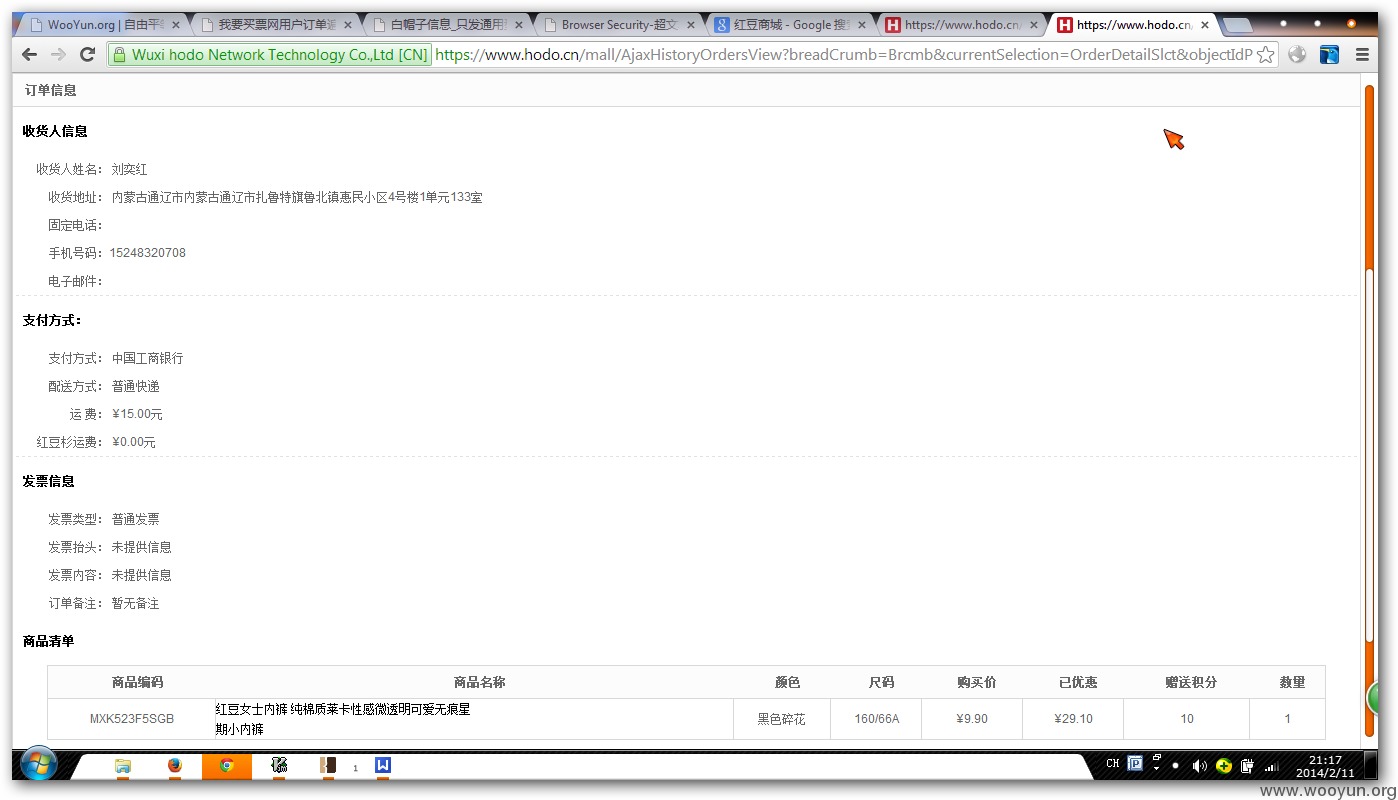 WooYun.org | 自由平
我要买票网用户订单
白帽子信息_只发通用
Browser Security-超文
红豆商城 - Google 搜
https://www.hodo.cn/
https://www.hodo.cn/
Wuxi hodo Network Technology Co.,Ltd [CN]
https://www.hodo.cn/mall/AjaxHistoryOrdersView?breadCrumb=Brcmb&currentSelection=OrderDetailSlct&objectIdP
订单信息
收货人信息
收货人姓名： 刘奕红
收货地址： 内蒙古通辽市内蒙古通辽市扎鲁特旗鲁北镇惠民小区4号楼1单元133室
固定电话：
手机号码：15248320708
电子邮件：
支付方式：
支付方式： 中国工商银行
配送方式： 普通快递
运 费： ¥15.00元
红豆杉运费： ¥0.00元
发票信息
发票类型： 普通发票
发票抬头： 未提供信息
发票内容： 未提供信息
订单备注： 暂无备注
商品清单
商品编码 商品名称 颜色 尺码 购买价 已优惠 赠送积分 数量
MXK523F5SGB 红豆女士内裤 纯棉质莱卡性感微透明可爱无痕星 黑色碎花 160/66A ¥9.90 ¥29.10 10 1
期小内裤
1
CH
21:17
2014/2/11
www.wooyun.org